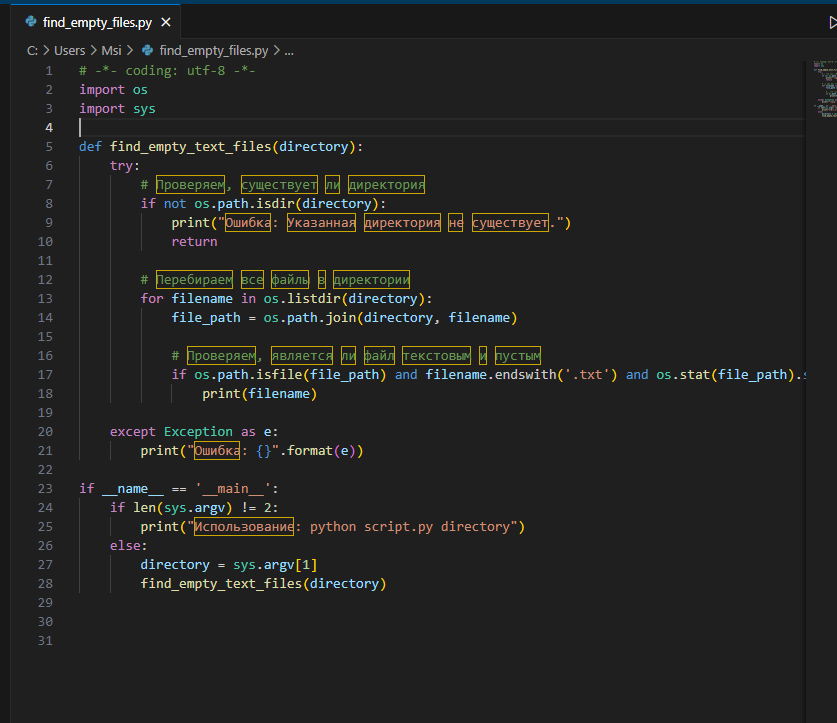 find_empty_files.py
C: > Users > Msi > find_empty_files.py > ...
1 # -*- coding: utf-8 -*-
2 import os
3 import sys
4
5 def find_empty_text_files(directory):
6     try:
7         # Проверяем, существует ли директория
8         if not os.path.isdir(directory):
9             print("Ошибка: Указанная директория не существует.")
10             return
11
12         # Перебираем все файлы в директории
13         for filename in os.listdir(directory):
14             file_path = os.path.join(directory, filename)
15
16             # Проверяем, является ли файл текстовым и пустым
17             if os.path.isfile(file_path) and filename.endswith('.txt') and os.stat(file_path).
18                 print(filename)
19
20     except Exception as e:
21         print("Ошибка: {}".format(e))
22
23 if __name__ == '__main__':
24     if len(sys.argv) != 2:
25         print("Использование: python script.py directory")
26     else:
27         directory = sys.argv[1]
28         find_empty_text_files(directory)
29
30
31